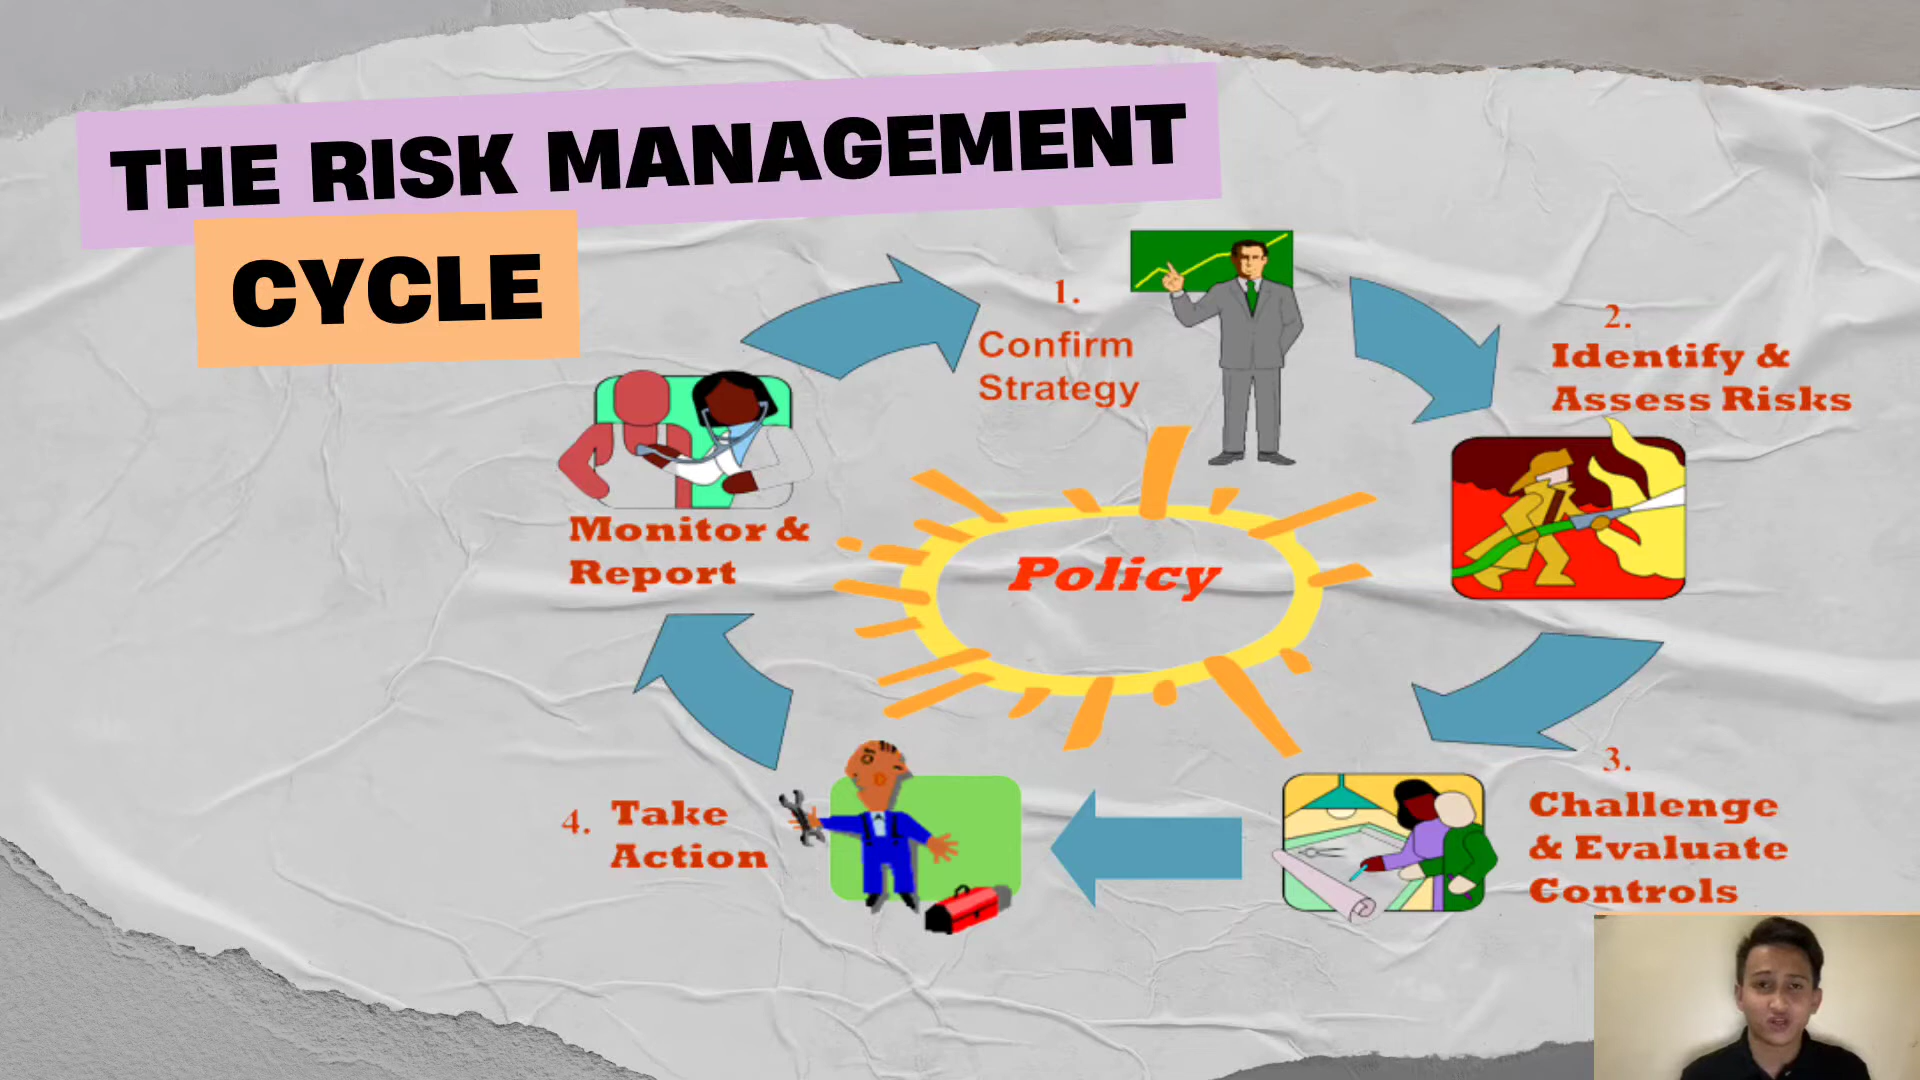 THE RISK MANAGEMENT
CYCLE
1.
Confirm
Strategy
2.
Identify &
Assess Risks
Policy
3.
Challenge
& Evaluate
Controls
4. Take
Action
Monitor &
Report